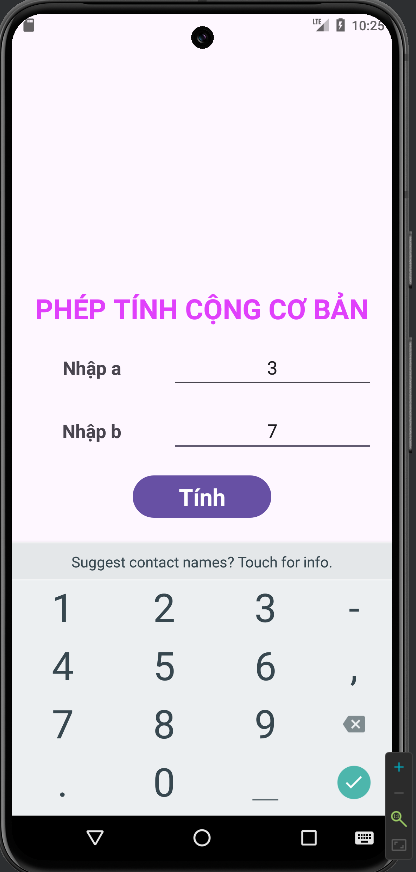 LTE 10:25
PHÉP TÍNH CỘNG CƠ BẢN
Nhập a 3
Nhập b 7
Tính
Suggest contact names? Touch for info.
1 2 3 -
4 5 6 ,
7 8 9
. 0 _